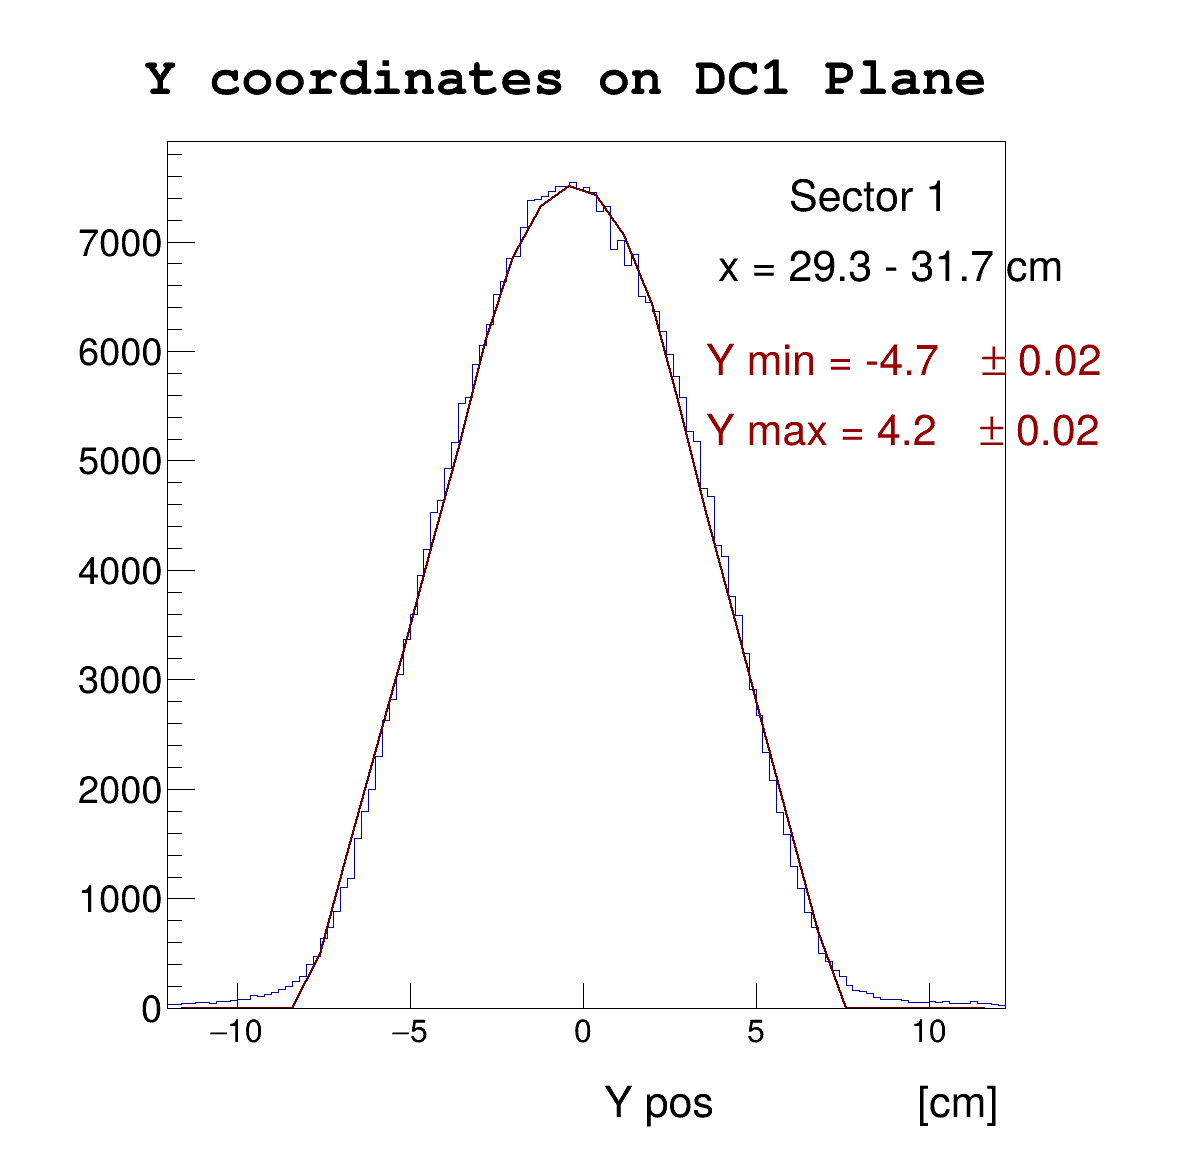 Y coordinates on DC1 Plane
Sector 1
x = 29.3 - 31.7 cm
Y min = -4.7 ± 0.02
Y max = 4.2 ± 0.02
7000
6000
5000
4000
3000
2000
1000
0
−10 −5 0 5 10
Y pos [cm]